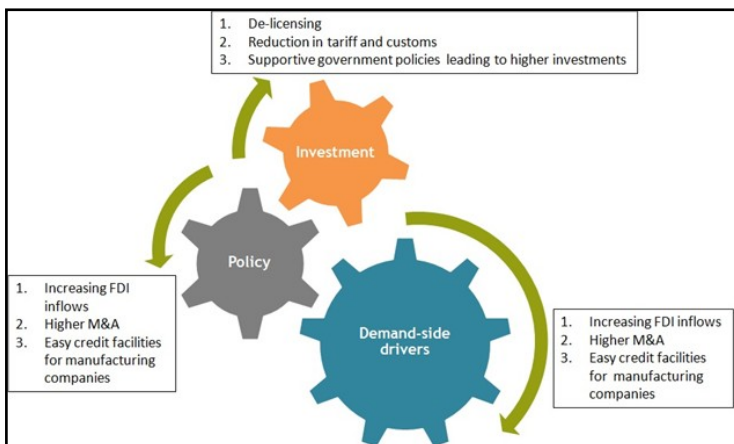 1. De-licensing
2. Reduction in tariff and customs
3. Supportive government policies leading to higher investments
Investment
Policy
1. Increasing FDI
inflows
2. Higher M&A
3. Easy credit facilities
for manufacturing
companies
Demand-side
drivers
1. Increasing FDI inflows
2. Higher M&A
3. Easy credit facilities
for manufacturing
companies